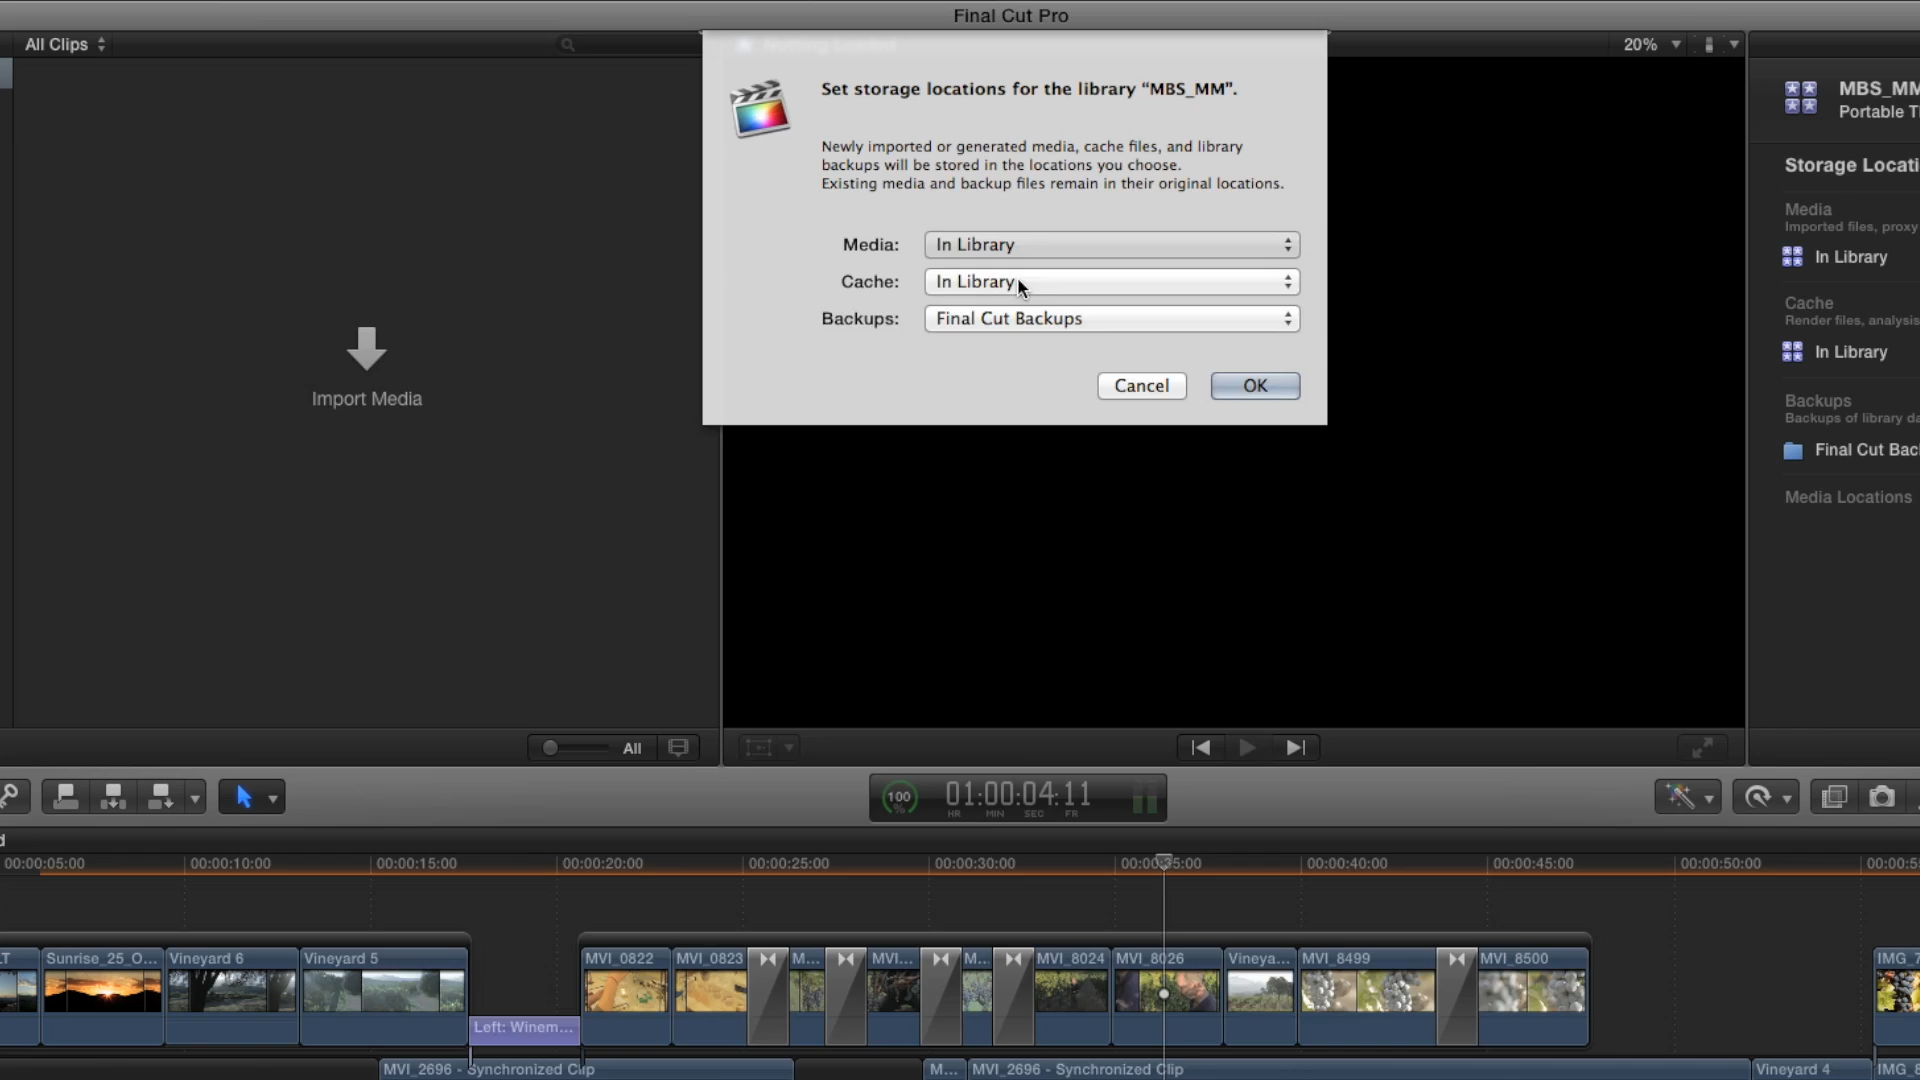 Final Cut Pro
All Clips
20%
Set storage locations for the library “MBS_MM”.
Newly imported or generated media, cache files, and library
backups will be stored in the locations you choose.
Existing media and backup files remain in their original locations.
Media: In Library
Cache: In Library
Backups: Final Cut Backups
Cancel OK
Import Media
MBS_MM
Portable T
Storage Locati
Media
Imported files, proxy
In Library
Cache
Render files, analysis
In Library
Backups
Backups of library da
Final Cut Bac
Media Locations
All
100
%
01:00:04:11
HR MIN SEC FR
00:00:05:00 00:00:10:00 00:00:15:00 00:00:20:00 00:00:25:00 00:00:30:00 00:00:35:00 00:00:40:00 00:00:45:00 00:00:50:00 00:00:5
LT Sunrise_25_O... Vineyard 6 Vineyard 5 MVI_0822 MVI_0823 M... MVI... M... MVI_8024 MVI_8026 Vineya... MVI_8499 MVI_8500 IMG_7
Left: Winem...
MVI_2696 - Synchronized Clip M... MVI_2696 - Synchronized Clip Vineyard 4 IMG_8